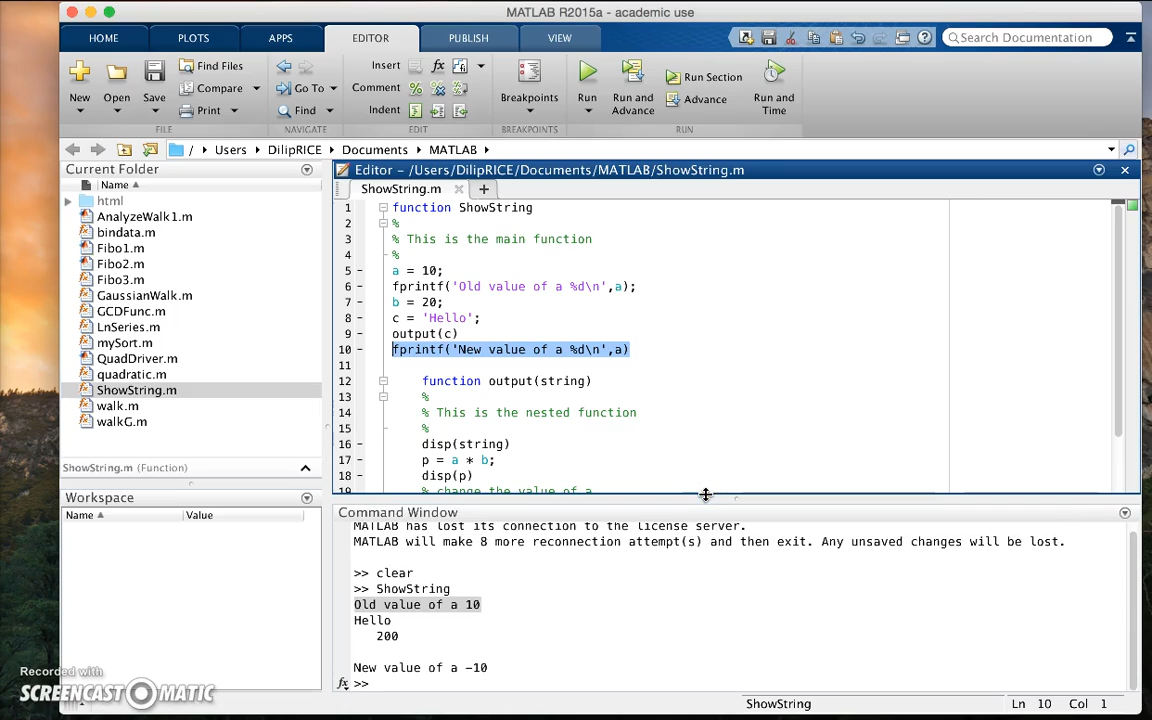 MATLAB R2015a - academic use
HOME PLOTS APPS EDITOR PUBLISH VIEW
Search Documentation
New Open Save
Find Files
Compare
Print
Go To
Find
Insert
Comment
Indent
Breakpoints
Run
Run and Advance
Run Section
Advance
Run and Time
FILE NAVIGATE EDIT BREAKPOINTS RUN
/ Users DilipRICE Documents MATLAB
Current Folder
Name
html
AnalyzeWalk1.m
bindata.m
Fibo1.m
Fibo2.m
Fibo3.m
GaussianWalk.m
GCDFunc.m
LnSeries.m
mySort.m
QuadDriver.m
quadratic.m
ShowString.m
walk.m
walkG.m
ShowString.m (Function)
Workspace
Name Value
Editor - /Users/DilipRICE/Documents/MATLAB/ShowString.m
ShowString.m
1 function ShowString
2 %
3 % This is the main function
4 %
5 a = 10;
6 fprintf('Old value of a %d\n',a);
7 b = 20;
8 c = 'Hello';
9 output(c)
10 fprintf('New value of a %d\n',a)
11
12 function output(string)
13 %
14 % This is the nested function
15 %
16 disp(string)
17 p = a * b;
18 disp(p)
19 % change the value of a
Command Window
MATLAB has lost its connection to the license server.
MATLAB will make 8 more reconnection attempt(s) and then exit. Any unsaved changes will be lost.
>> clear
>> ShowString
Old value of a 10
Hello
200
New value of a -10
fx >>
ShowString Ln 10 Col 1
Recorded with
SCREENCAST MATIC